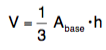 V = 1/3 A_base · h